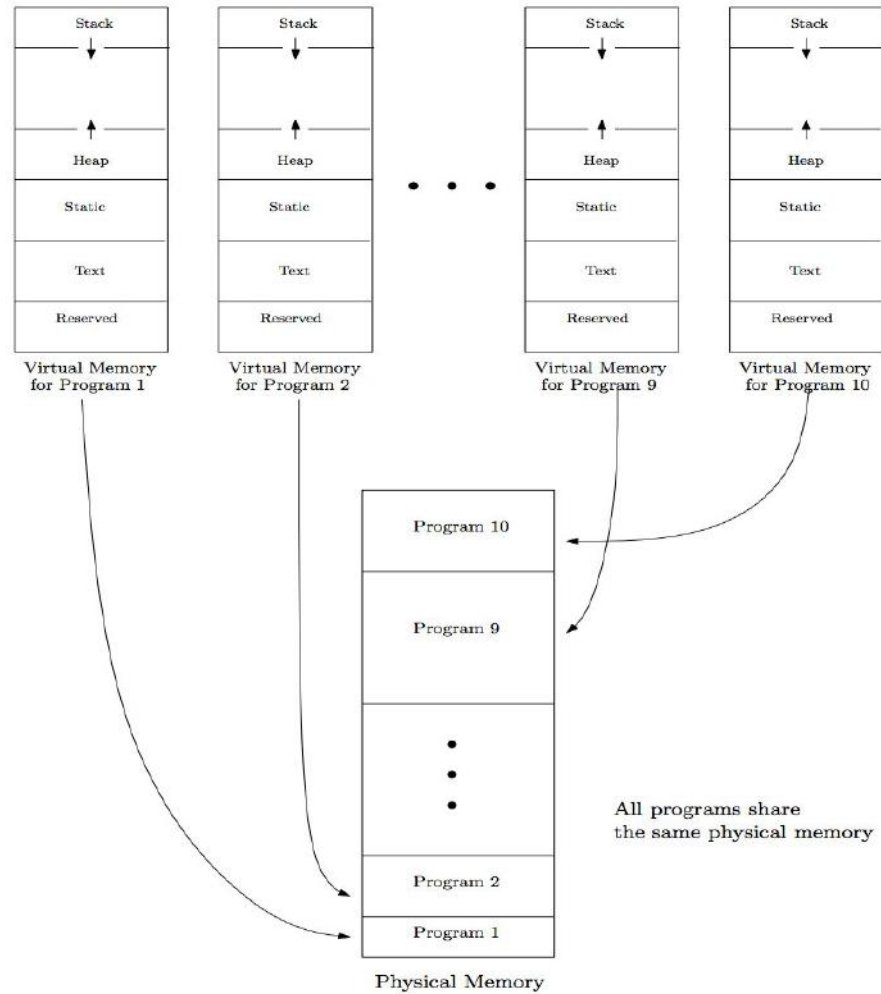 Stack
Stack
Stack
Stack
Heap
Heap
Heap
Heap
Static
Static
Static
Static
Text
Text
Text
Text
Reserved
Reserved
Reserved
Reserved
Virtual Memory
for Program 1
Virtual Memory
for Program 2
Virtual Memory
for Program 9
Virtual Memory
for Program 10
Program 10
Program 9
All programs share
the same physical memory
Program 2
Program 1
Physical Memory